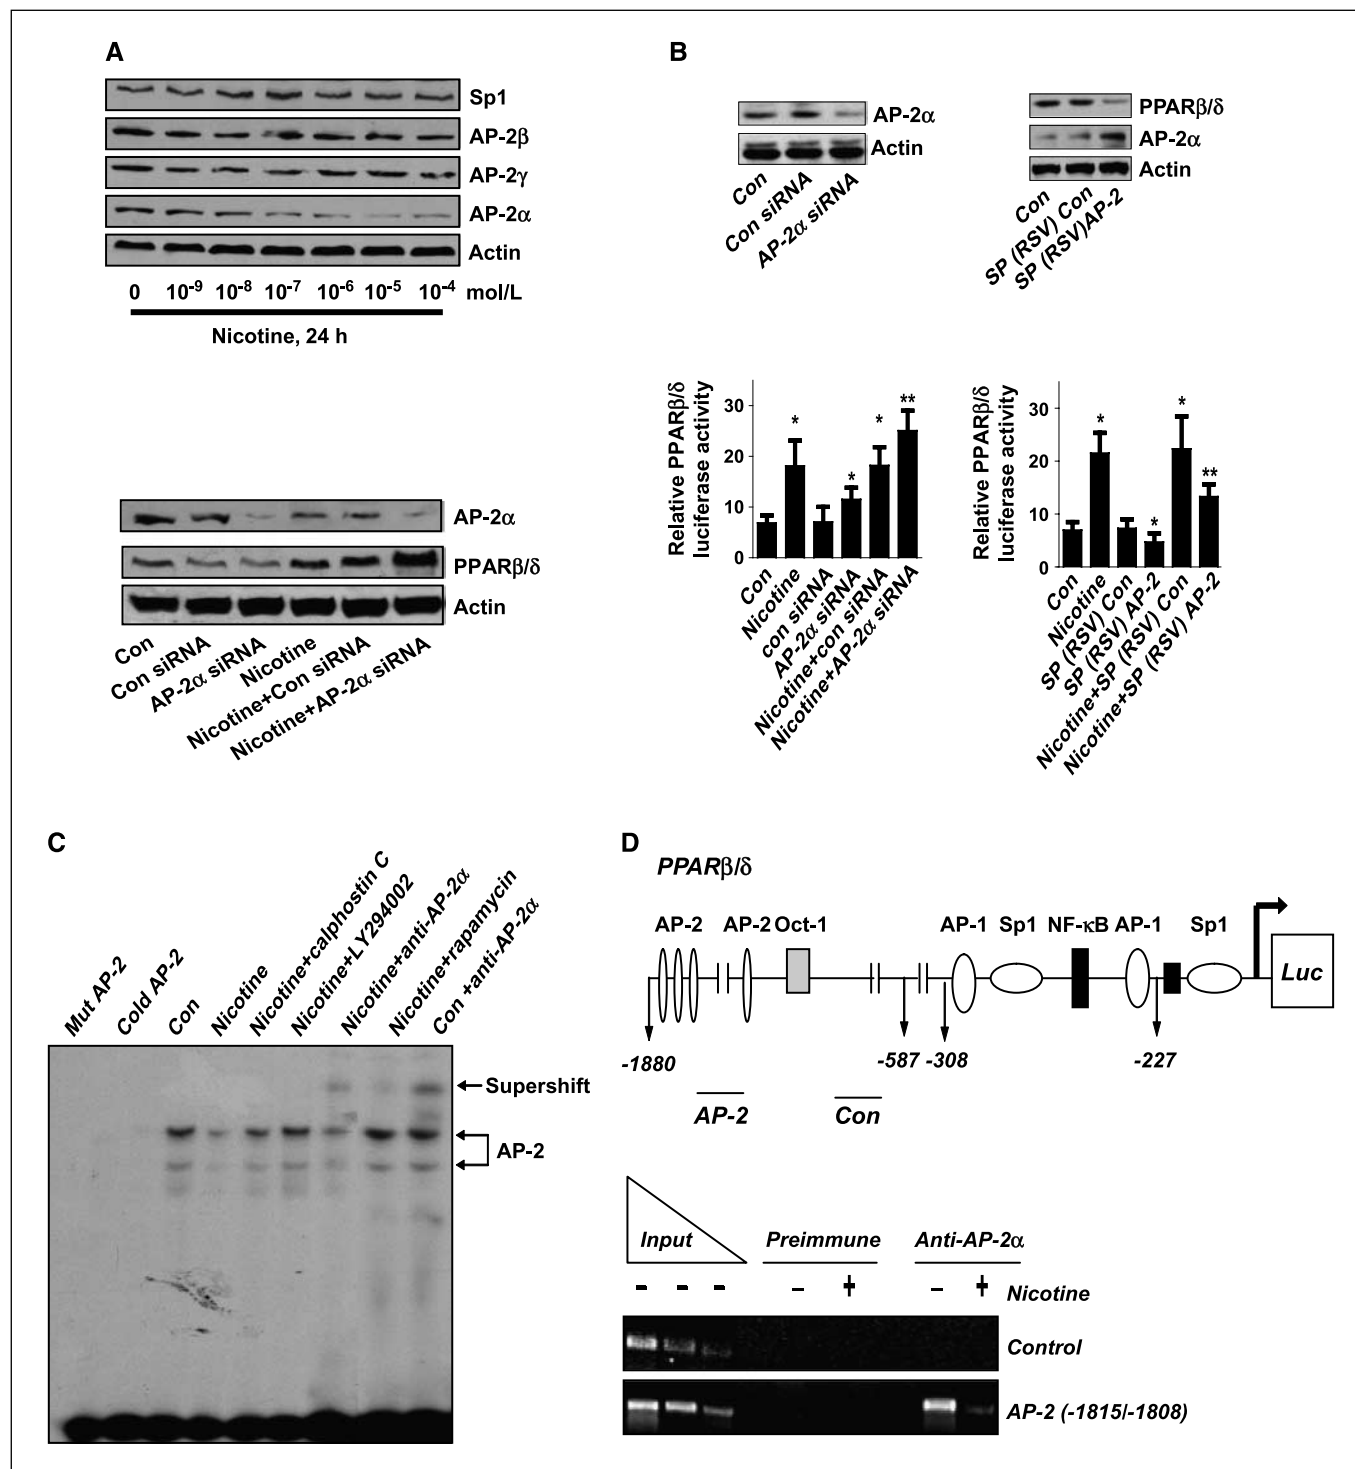 A
Sp1
AP-2β
AP-2γ
AP-2α
Actin
0 10-9 10-8 10-7 10-6 10-5 10-4 mol/L
Nicotine, 24 h
AP-2α
PPARβ/δ
Actin
Con
Con siRNA
AP-2α siRNA
Nicotine
Nicotine+Con siRNA
Nicotine+AP-2α siRNA
B
AP-2α
Actin
Con
Con siRNA
AP-2α siRNA
PPARβ/δ
AP-2α
Actin
Con
SP (RSV) Con
SP (RSV)AP-2
Relative PPARβ/δ
luciferase activity
30
20
10
0
*
*
*
**
Con
Nicotine
con siRNA
AP-2α siRNA
Nicotine+con siRNA
Nicotine+AP-2α siRNA
Relative PPARβ/δ
luciferase activity
30
20
10
0
*
*
*
**
Con
Nicotine
SP (RSV) Con
SP (RSV) AP-2
Nicotine+SP (RSV) Con
Nicotine+SP (RSV) AP-2
C
Mut AP-2
Cold AP-2
Con
Nicotine
Nicotine+calphostin C
Nicotine+LY294002
Nicotine+anti-AP-2α
Nicotine+rapamycin
Con +anti-AP-2α
Supershift
AP-2
D
PPARβ/δ
AP-2 AP-2 Oct-1 AP-1 Sp1 NF-κB AP-1 Sp1
Luc
-1880 -587 -308 -227
AP-2 Con
Input Preimmune Anti-AP-2α
- - - - + - + Nicotine
Control
AP-2 (-1815/-1808)